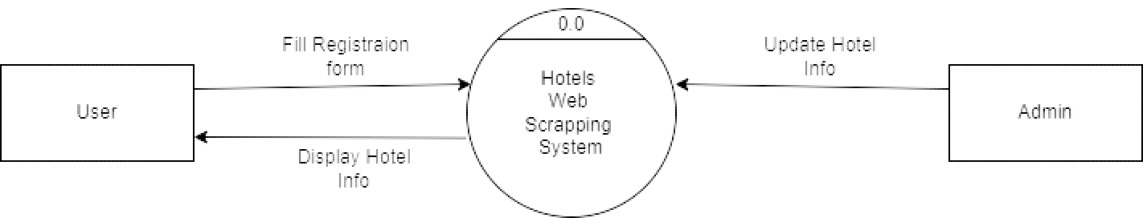 0.0
Fill Registraion
form
Update Hotel
Info
User
Hotels
Web
Scrapping
System
Admin
Display Hotel
Info